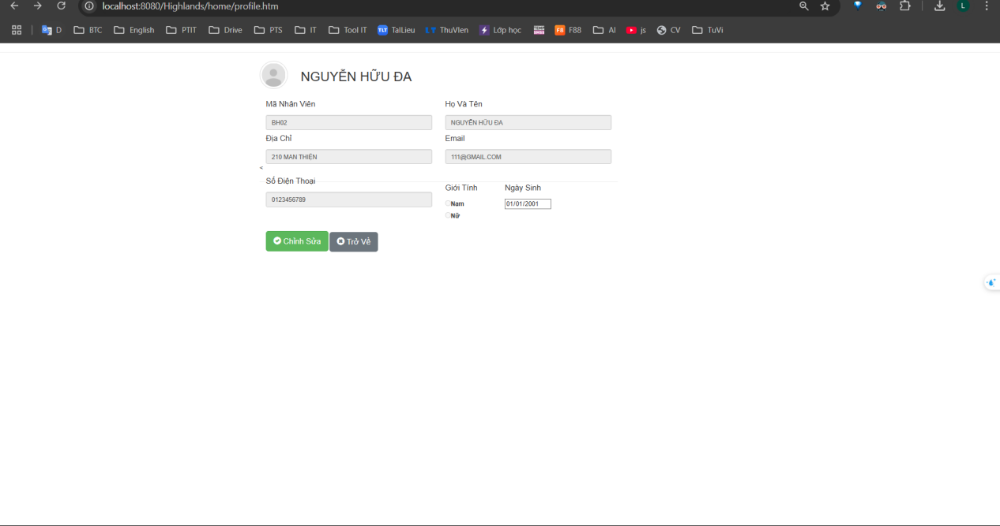 localhost:8080/Highlands/home/profile.htm
L
D BTC English PTIT Drive PTS IT Tool IT TLT TaiLieu ThuVien Lớp học F8 F88 AI js CV TuVi
NGUYỄN HỮU ĐA
Mã Nhân Viên Họ Và Tên
BH02 NGUYỄN HỮU ĐA
Địa Chỉ Email
210 MAN THIỆN 111@GMAIL.COM
<
Số Điện Thoại
Giới Tính Ngày Sinh
0123456789
Nam 01/01/2001
Nữ
Chỉnh Sửa Trở Về